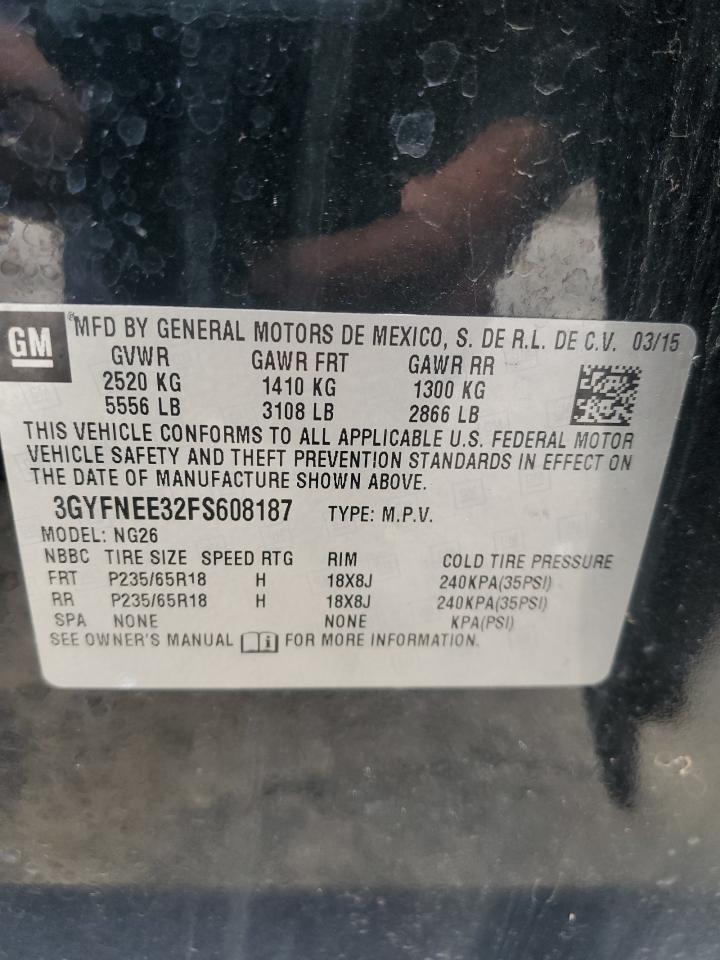 GM ®MFD BY GENERAL MOTORS DE MEXICO, S. DE R.L. DE C.V. 03/15
GVWR GAWR FRT GAWR RR
2520 KG 1410 KG 1300 KG
5556 LB 3108 LB 2866 LB
THIS VEHICLE CONFORMS TO ALL APPLICABLE U.S. FEDERAL MOTOR
VEHICLE SAFETY AND THEFT PREVENTION STANDARDS IN EFFECT ON
THE DATE OF MANUFACTURE SHOWN ABOVE.
3GYFNEE32FS608187 TYPE: M.P.V.
MODEL: NG26
NBBC TIRE SIZE SPEED RTG RIM COLD TIRE PRESSURE
FRT P235/65R18 H 18X8J 240KPA(35PSI)
RR P235/65R18 H 18X8J 240KPA(35PSI)
SPA NONE NONE KPA(PSI)
SEE OWNER'S MANUAL i FOR MORE INFORMATION.